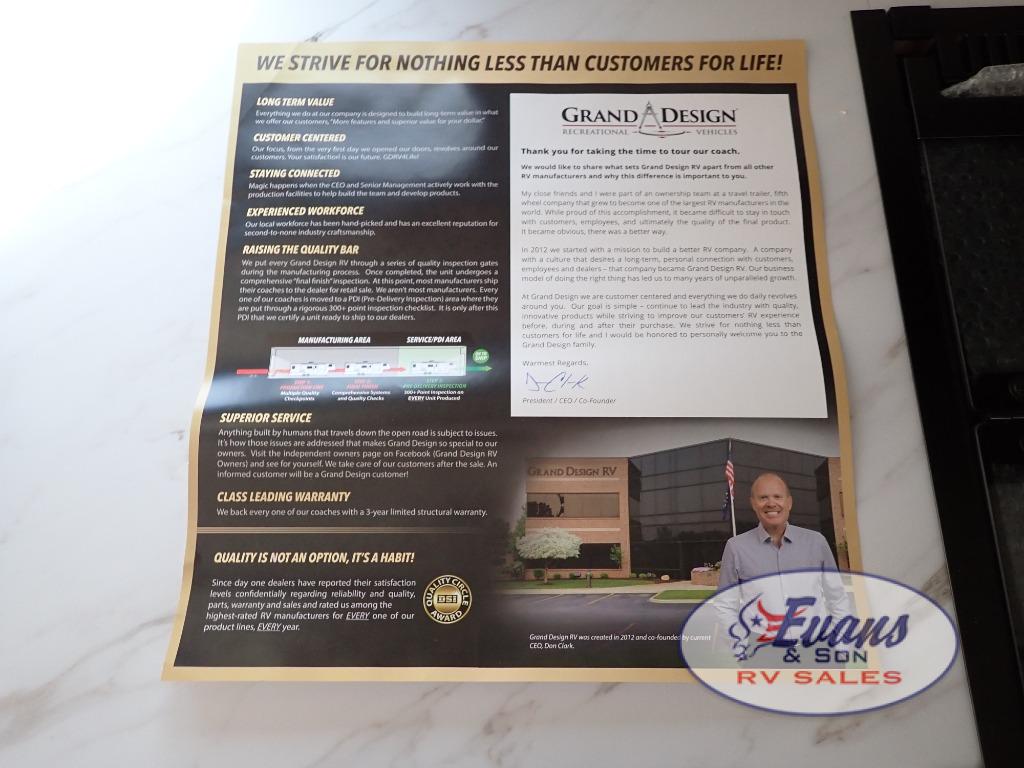 WE STRIVE FOR NOTHING LESS THAN CUSTOMERS FOR LIFE!
LONG TERM VALUE
Everything we do at our company is designed to build long-term value in what
we offer our customers, "More features and superior value for your dollar."
CUSTOMER CENTERED
Our focus, from the very first day we opened our doors, revolves around our
customers. Your satisfaction is our future. GDRV4Life!
STAYING CONNECTED
Magic happens when the CEO and Senior Management actively work with the
production facilities to help build the team and develop products.
EXPERIENCED WORKFORCE
Our local workforce has been hand-picked and has an excellent reputation for
second-to-none industry craftsmanship.
RAISING THE QUALITY BAR
We put every Grand Design RV through a series of quality inspection gates
during the manufacturing process. Once completed, the unit undergoes a
comprehensive "final finish" inspection. At this point, most manufacturers ship
their coaches to the dealer for retail sale. We aren't most manufacturers. Every
one of our coaches is moved to a PDI (Pre-Delivery Inspection) area where they
are put through a rigorous 300+ point inspection checklist. It is only after this
PDI that we certify a unit ready to ship to our dealers.
MANUFACTURING AREA
SERVICE/PDI AREA
STEP 1:
PRODUCTION LINE
Multiple Quality
Checkpoints
STEP 2:
FINAL FINISH
Comprehensive Systems
and Quality Checks
STEP 3:
PRE-DELIVERY INSPECTION
300+ Point Inspection on
EVERY Unit Produced
SUPERIOR SERVICE
Anything built by humans that travels down the open road is subject to issues.
It's how those issues are addressed that makes Grand Design so special to our
owners. Visit the independent owners page on Facebook (Grand Design RV
Owners) and see for yourself. We take care of our customers after the sale. An
informed customer will be a Grand Design customer!
CLASS LEADING WARRANTY
We back every one of our coaches with a 3-year limited structural warranty.
QUALITY IS NOT AN OPTION, IT'S A HABIT!
Since day one dealers have reported their satisfaction
levels confidentially regarding reliability and quality,
parts, warranty and sales and rated us among the
highest-rated RV manufacturers for EVERY one of our
product lines, EVERY year.
QUALITY CIRCLE
DSI
AWARD
GRAND DESIGN
RECREATIONAL VEHICLES
Thank you for taking the time to tour our coach.
We would like to share what sets Grand Design RV apart from all other
RV manufacturers and why this difference is important to you.
My close friends and I were part of an ownership team at a travel trailer, fifth
wheel company that grew to become one of the largest RV manufacturers in the
world. While proud of this accomplishment, it became difficult to stay in touch
with customers, employees, and ultimately the quality of the final product.
It became obvious, there was a better way.
In 2012 we started with a mission to build a better RV company. A company
with a culture that desires a long-term, personal connection with customers,
employees and dealers – that company became Grand Design RV. Our business
model of doing the right thing has led us to many years of unparalleled growth.
At Grand Design we are customer centered and everything we do daily revolves
around you. Our goal is simple – continue to lead the industry with quality,
innovative products while striving to improve our customers' RV experience
before, during and after their purchase. We strive for nothing less than
customers for life and I would be honored to personally welcome you to the
Grand Design family.
Warmest Regards,
President / CEO / Co-Founder
GRAND DESIGN RV
Grand Design RV was created in 2012 and co-founded by current
CEO, Don Clark.
Evans
& SON
RV SALES